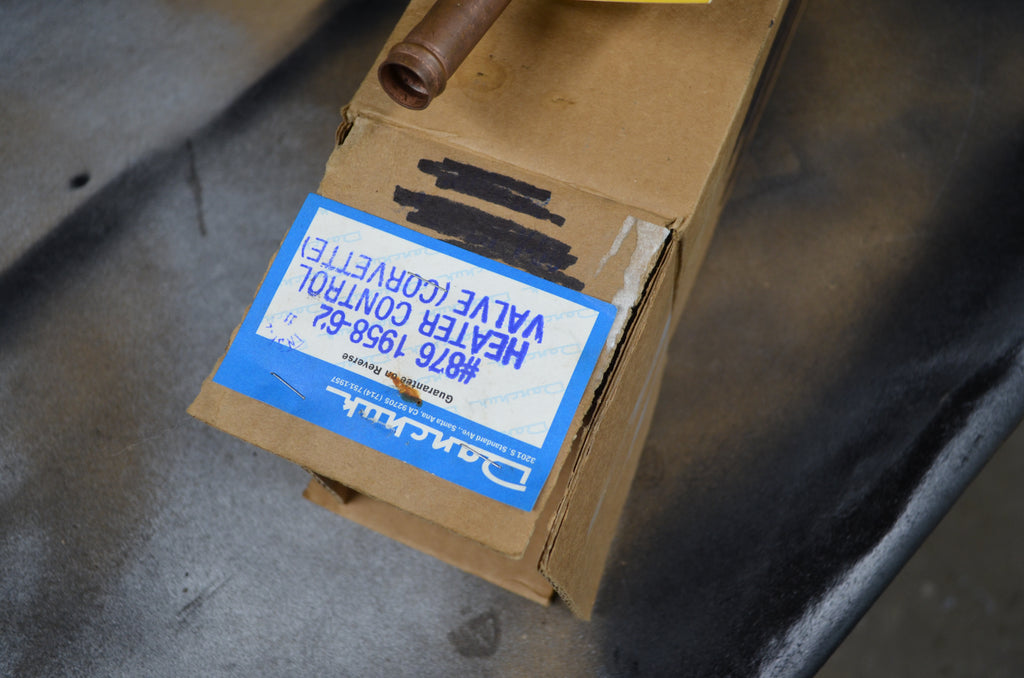 Danchuk
3201 S. Standard Ave., Santa Ana, CA 92705 (714) 751-1957
Guarantee on Reverse
#876 1958-62
HEATER CONTROL
VALVE (CORVETTE)